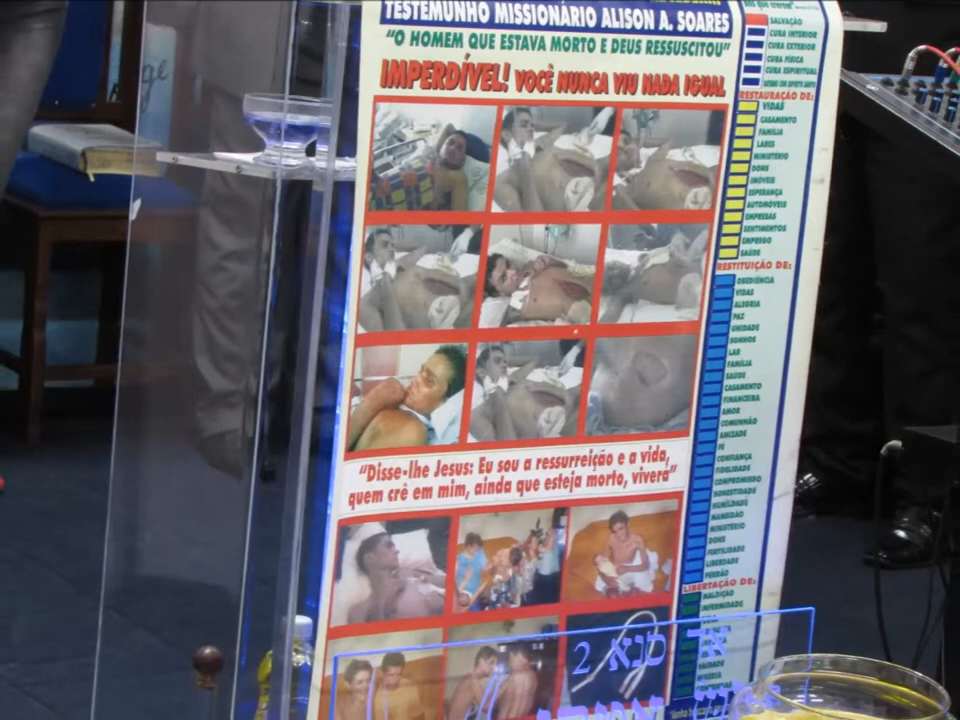 TESTEMUNHO MISSIONÁRIO ALISON A. SOARES
"O HOMEM QUE ESTAVA MORTO E DEUS RESSUSCITOU"
IMPERDÍVEL! VOCÊ NUNCA VIU NADA IGUAL
"Disse-lhe Jesus: Eu sou a ressurreição e a vida,
quem crê em mim, ainda que esteja morto, viverá"
SALVAÇÃO
CURA INTERIOR
CURA EXTERIOR
CURA FÍSICA
CURA ESPIRITUAL
RESTAURAÇÃO DE:
VIDAS
CASAMENTO
FAMÍLIA
LARES
MINISTÉRIO
DONS
IMÓVEIS
ESPERANÇA
AUTOMÓVEIS
EMPRESAS
SENTIMENTOS
EMPREGO
SAÚDE
RESTITUIÇÃO DE:
OBEDIÊNCIA
VIDAS
ALEGRIA
PAZ
UNIDADE
SONHOS
LAR
FAMÍLIA
SAÚDE
CASAMENTO
FINANCEIRA
AMOR
COMUNHÃO
AMIZADE
FÉ
CONFIANÇA
FIDELIDADE
COMPROMISSO
HONESTIDADE
HUMILDADE
MANSIDÃO
MINISTÉRIO
DONS
FERTILIDADE
LIBERDADE
PERDÃO
LIBERTAÇÃO DE:
MALDIÇÃO
ENFERMIDADE
VAIDADE
2